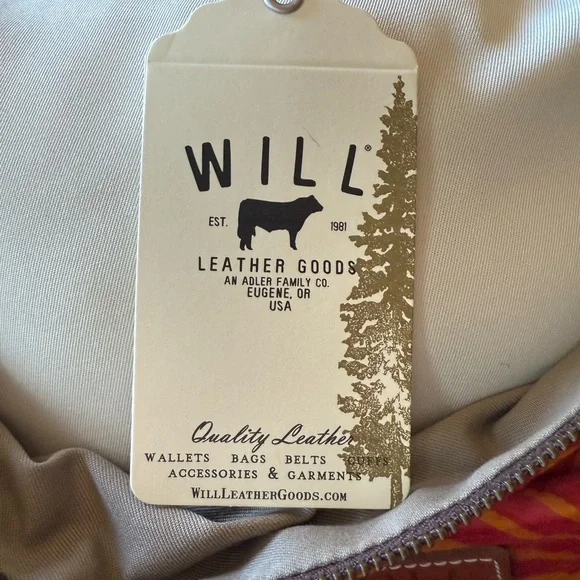 WILL®
EST. 1981
LEATHER GOODS
AN ADLER FAMILY CO.
EUGENE, OR
USA
Quality Leather
WALLETS BAGS BELTS CUFFS
ACCESSORIES & GARMENTS
WILLLEATHERGOODS.COM